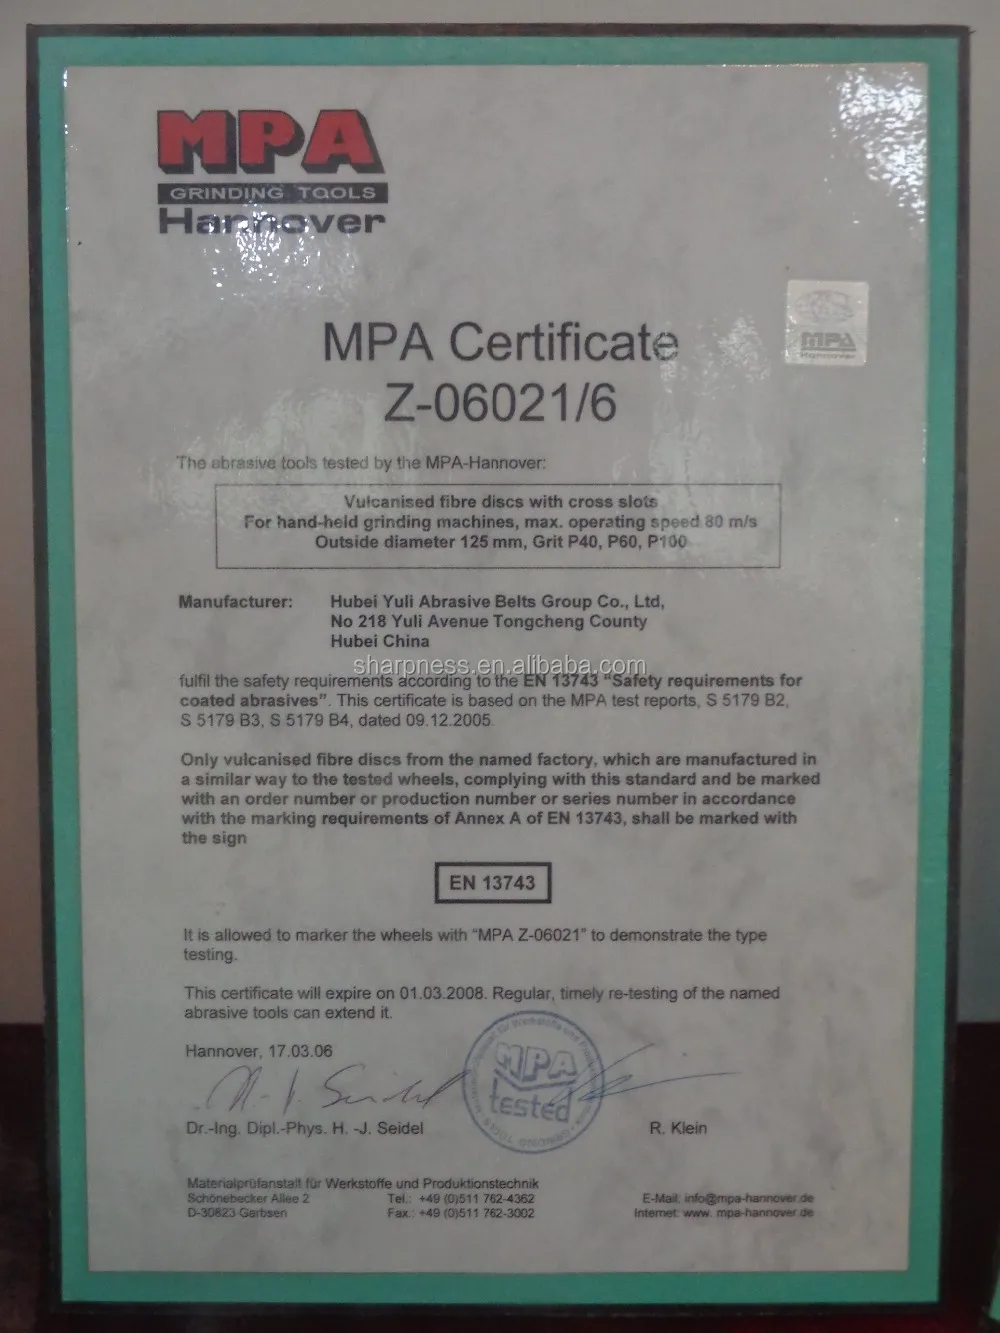 MPA
GRINDING TOOLS
Hannover
MPA
Hannover
MPA Certificate
Z-06021/6
The abrasive tools tested by the MPA-Hannover:
Vulcanised fibre discs with cross slots
For hand-held grinding machines, max. operating speed 80 m/s
Outside diameter 125 mm, Grit P40, P60, P100
Manufacturer: Hubei Yuli Abrasive Belts Group Co., Ltd,
No 218 Yuli Avenue Tongcheng County
Hubei China
sharpness.en.alibaba.com
fulfil the safety requirements according to the EN 13743 “Safety requirements for
coated abrasives”. This certificate is based on the MPA test reports, S 5179 B2,
S 5179 B3, S 5179 B4, dated 09.12.2005.
Only vulcanised fibre discs from the named factory, which are manufactured in
a similar way to the tested wheels, complying with this standard and be marked
with an order number or production number or series number in accordance
with the marking requirements of Annex A of EN 13743, shall be marked with
the sign
EN 13743
It is allowed to marker the wheels with “MPA Z-06021” to demonstrate the type
testing.
This certificate will expire on 01.03.2008. Regular, timely re-testing of the named
abrasive tools can extend it.
Hannover, 17.03.06
MPA
tested
Dr.-Ing. Dipl.-Phys. H. -J. Seidel R. Klein
Materialprüfanstalt für Werkstoffe und Produktionstechnik
Schönebecker Allee 2 Tel.: +49 (0)511 762-4362 E-Mail: info@mpa-hannover.de
D-30823 Garbsen Fax.: +49 (0)511 762-3002 Internet: www. mpa-hannover.de